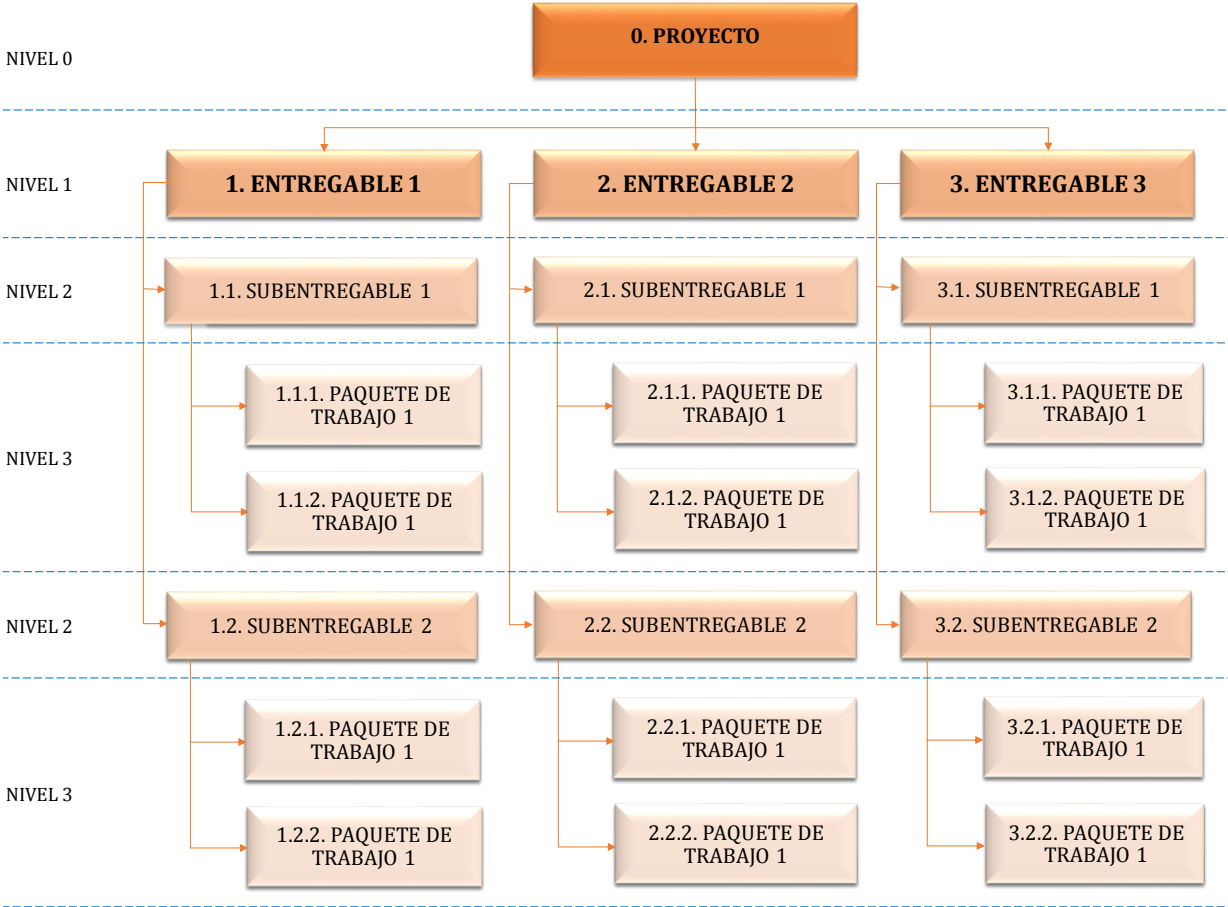 NIVEL 0
0. PROYECTO
NIVEL 1
1. ENTREGABLE 1
2. ENTREGABLE 2
3. ENTREGABLE 3
NIVEL 2
1.1. SUBENTREGABLE 1
2.1. SUBENTREGABLE 1
3.1. SUBENTREGABLE 1
NIVEL 3
1.1.1. PAQUETE DE
TRABAJO 1
2.1.1. PAQUETE DE
TRABAJO 1
3.1.1. PAQUETE DE
TRABAJO 1
1.1.2. PAQUETE DE
TRABAJO 1
2.1.2. PAQUETE DE
TRABAJO 1
3.1.2. PAQUETE DE
TRABAJO 1
NIVEL 2
1.2. SUBENTREGABLE 2
2.2. SUBENTREGABLE 2
3.2. SUBENTREGABLE 2
NIVEL 3
1.2.1. PAQUETE DE
TRABAJO 1
2.2.1. PAQUETE DE
TRABAJO 1
3.2.1. PAQUETE DE
TRABAJO 1
1.2.2. PAQUETE DE
TRABAJO 1
2.2.2. PAQUETE DE
TRABAJO 1
3.2.2. PAQUETE DE
TRABAJO 1